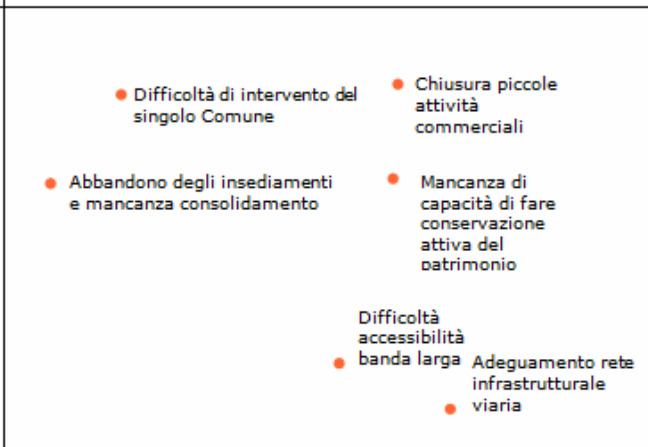 Difficoltà di intervento del
singolo Comune
Chiusura piccole
attività
commerciali
Abbandono degli insediamenti
e mancanza consolidamento
Mancanza di
capacità di fare
conservazione
attiva del
patrimonio
Difficoltà
accessibilità
banda larga
Adeguamento rete
infrastrutturale
viaria